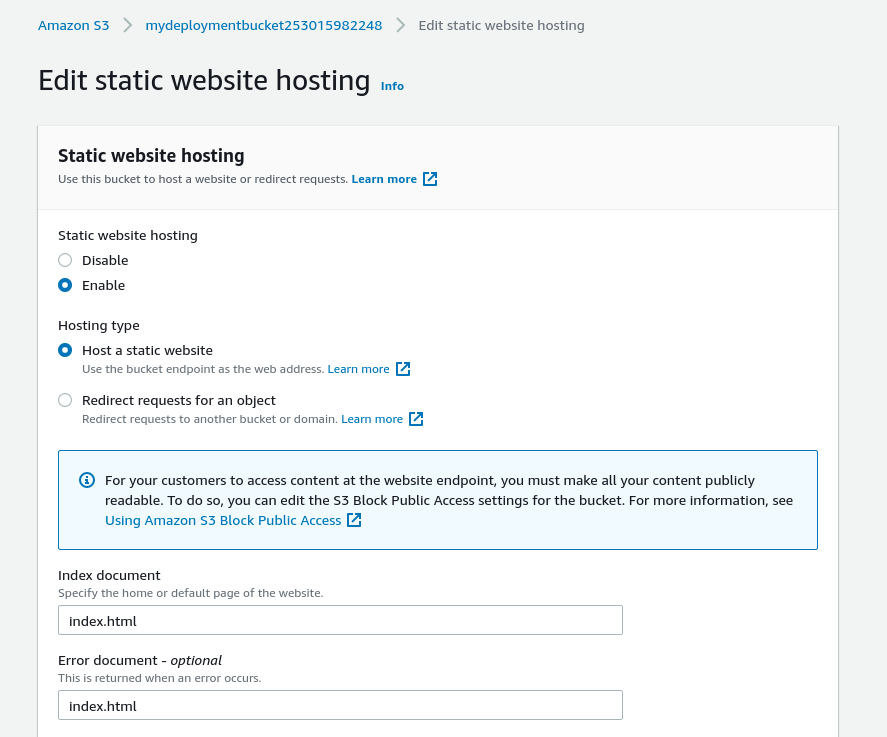 Amazon S3 > mydeploymentbucket253015982248 > Edit static website hosting
Edit static website hosting Info
Static website hosting
Use this bucket to host a website or redirect requests. Learn more
Static website hosting
Disable
Enable
Hosting type
Host a static website
Use the bucket endpoint as the web address. Learn more
Redirect requests for an object
Redirect requests to another bucket or domain. Learn more
For your customers to access content at the website endpoint, you must make all your content publicly
readable. To do so, you can edit the S3 Block Public Access settings for the bucket. For more information, see
Using Amazon S3 Block Public Access
Index document
Specify the home or default page of the website.
index.html
Error document - optional
This is returned when an error occurs.
index.html